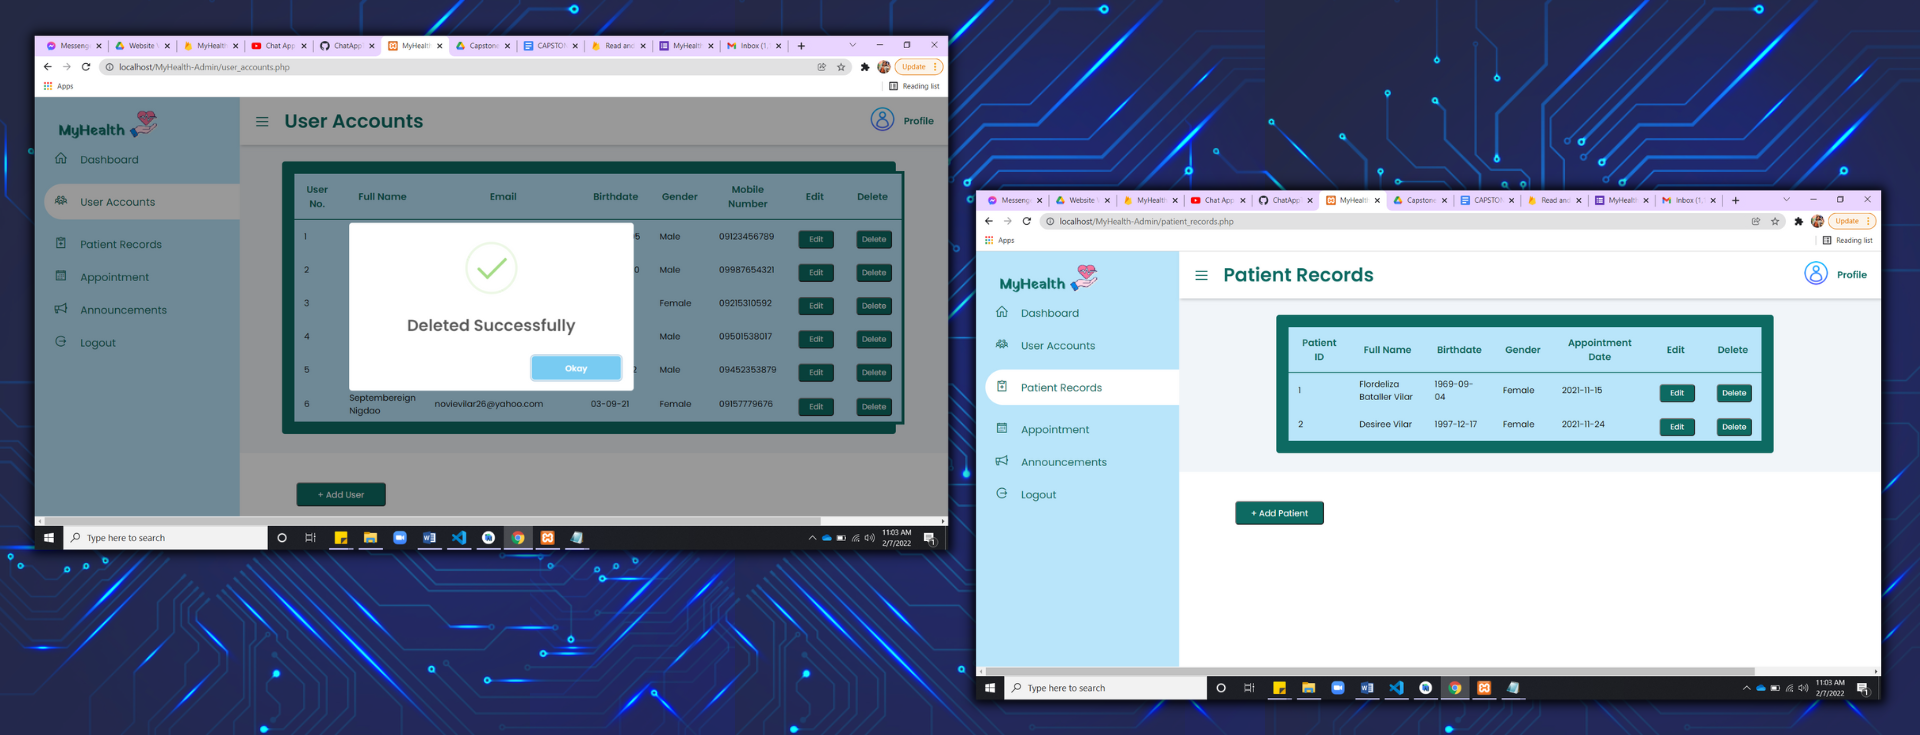 Messeng
Website
MyHealth
Chat App
ChatApp
MyHealth
Capstone
CAPSTO
Read an
MyHealth
Inbox (1,
localhost/MyHealth-Admin/user_accounts.php
Update
Apps
Reading list
MyHealth
Dashboard
User Accounts
Patient Records
Appointment
Announcements
Logout
User Accounts
Profile
User No. Full Name Email Birthdate Gender Mobile Number Edit Delete
1 5 Male 09123456789 Edit Delete
2 0 Male 09987654321 Edit Delete
3 Female 09215310592 Edit Delete
4 Male 09501538017 Edit Delete
5 2 Male 09452353879 Edit Delete
6 Septembereign Nigdao novievilar26@yahoo.com 03-09-21 Female 09157779676 Edit Delete
Deleted Successfully
Okay
+ Add User
Type here to search
11:03 AM
2/7/2022
Messeng
Website
MyHealth
Chat App
ChatApp
MyHealth
Capstone
CAPSTO
Read an
MyHealth
Inbox (1,
localhost/MyHealth-Admin/patient_records.php
Update
Apps
Reading list
MyHealth
Dashboard
User Accounts
Patient Records
Appointment
Announcements
Logout
Patient Records
Profile
Patient ID Full Name Birthdate Gender Appointment Date Edit Delete
1 Flordeliza Bataller Vilar 1969-09-04 Female 2021-11-15 Edit Delete
2 Desiree Vilar 1997-12-17 Female 2021-11-24 Edit Delete
+ Add Patient
Type here to search
11:03 AM
2/7/2022